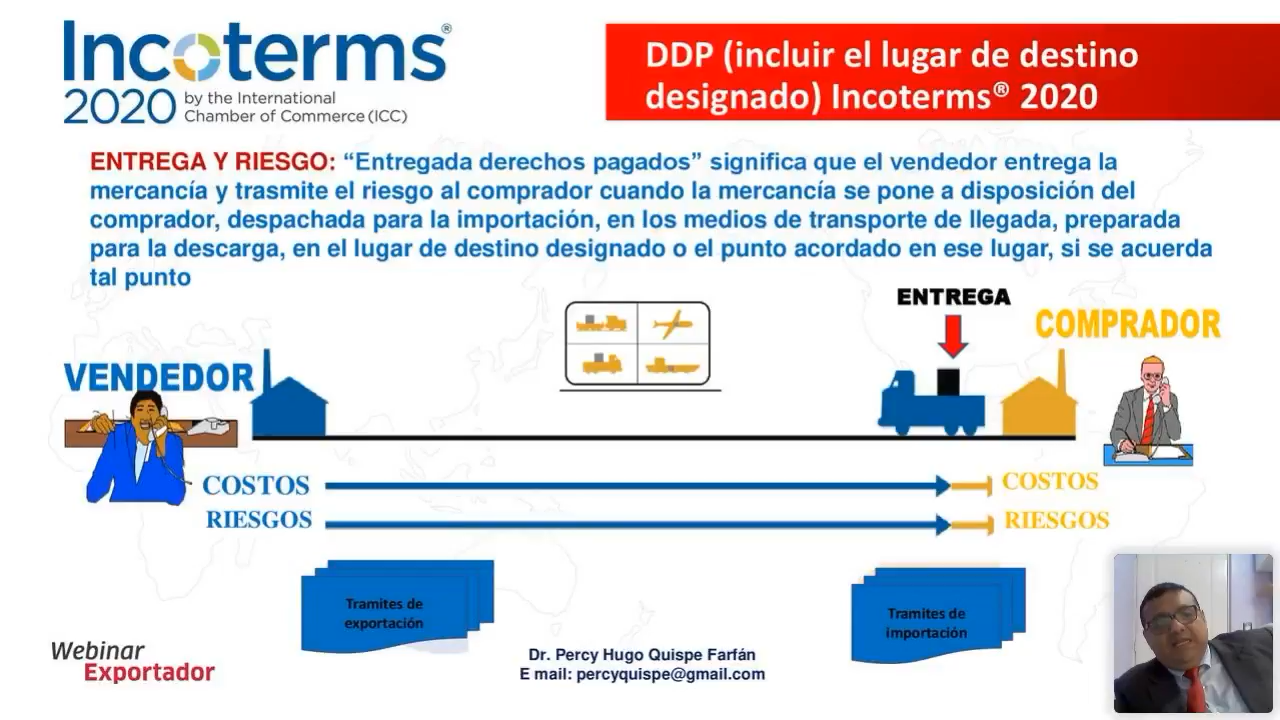 Incoterms®
2020 by the International
Chamber of Commerce (ICC)
DDP (incluir el lugar de destino
designado) Incoterms® 2020
ENTREGA Y RIESGO: “Entregada derechos pagados” significa que el vendedor entrega la
mercancía y trasmite el riesgo al comprador cuando la mercancía se pone a disposición del
comprador, despachada para la importación, en los medios de transporte de llegada, preparada
para la descarga, en el lugar de destino designado o el punto acordado en ese lugar, si se acuerda
tal punto
ENTREGA
COMPRADOR
VENDEDOR
COSTOS COSTOS
RIESGOS RIESGOS
Tramites de
exportación
Tramites de
importación
Webinar
Exportador
Dr. Percy Hugo Quispe Farfán
E mail: percyquispe@gmail.com